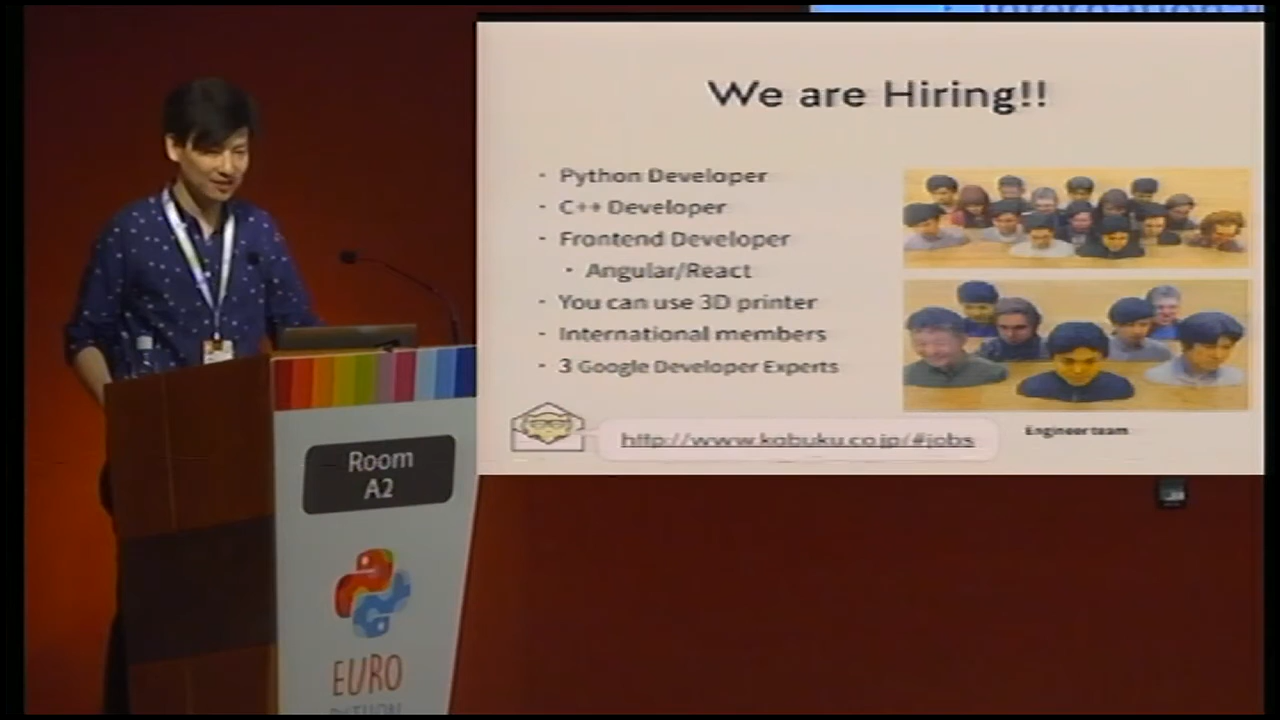 We are Hiring!!
· Python Developer
· C++ Developer
· Frontend Developer
· Angular/React
· You can use 3D printer
· International members
· 3 Google Developer Experts
http://www.kabuku.co.jp/#jobs
Engineer team
Room
A2
EURO
PYTHON